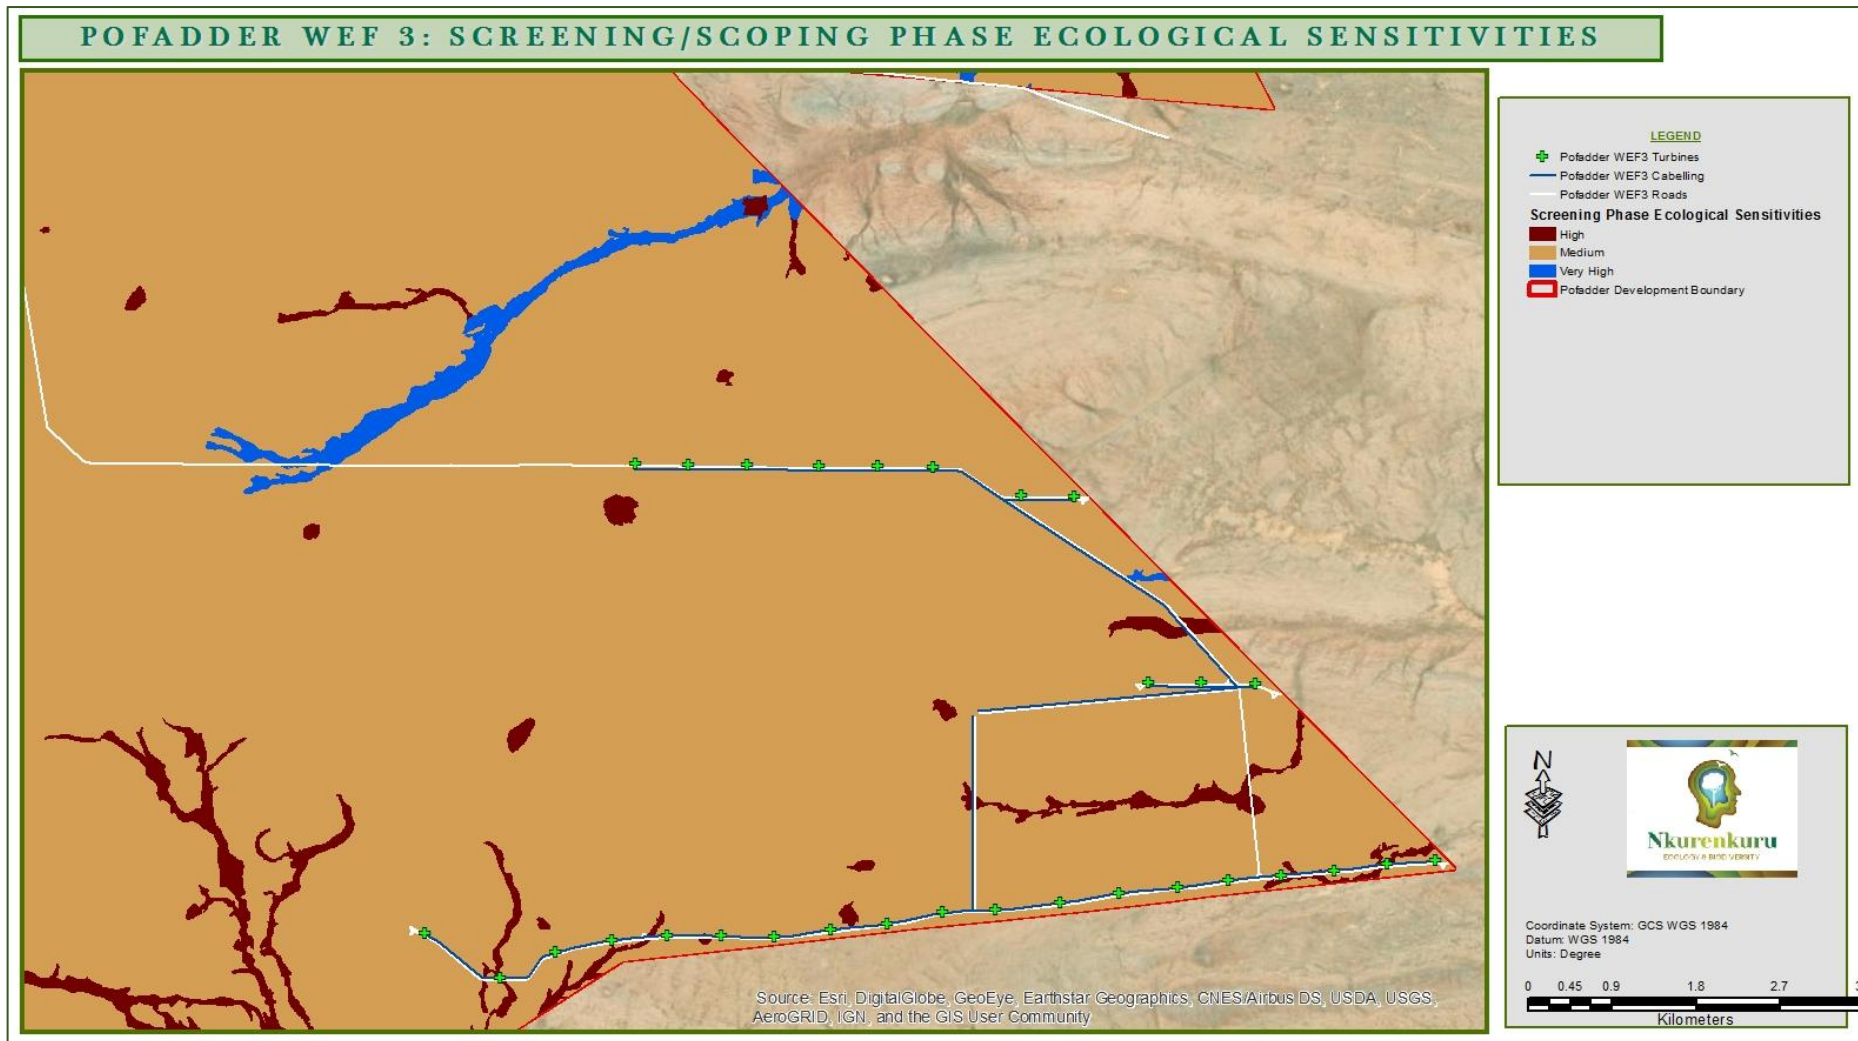 POFADDER WEF 3: SCREENING/SCOPING PHASE ECOLOGICAL SENSITIVITIES
LEGEND
Pofadder WEF3 Turbines
Pofadder WEF3 Cabelling
Pofadder WEF3 Roads
Screening Phase Ecological Sensitivities
High
Medium
Very High
Pofadder Development Boundary
N
Nkurenkuru
ECOLOGY & BIODIVERSITY
Coordinate System: GCS WGS 1984
Datum: WGS 1984
Units: Degree
0 0.45 0.9 1.8 2.7
Kilometers
Source: Esri, DigitalGlobe, GeoEye, Earthstar Geographics, CNES/Airbus DS, USDA, USGS,
AeroGRID, IGN, and the GIS User Community